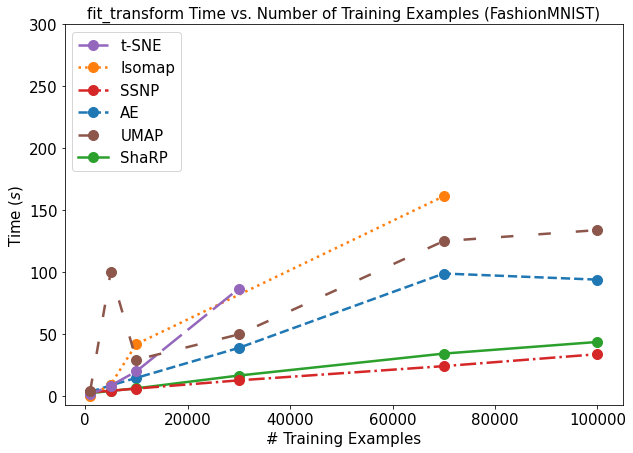 fit_transform Time vs. Number of Training Examples (FashionMNIST)
300
250
200
150
100
50
0
Time (s)
t-SNE
Isomap
SSNP
AE
UMAP
ShaRP
0 20000 40000 60000 80000 100000
# Training Examples